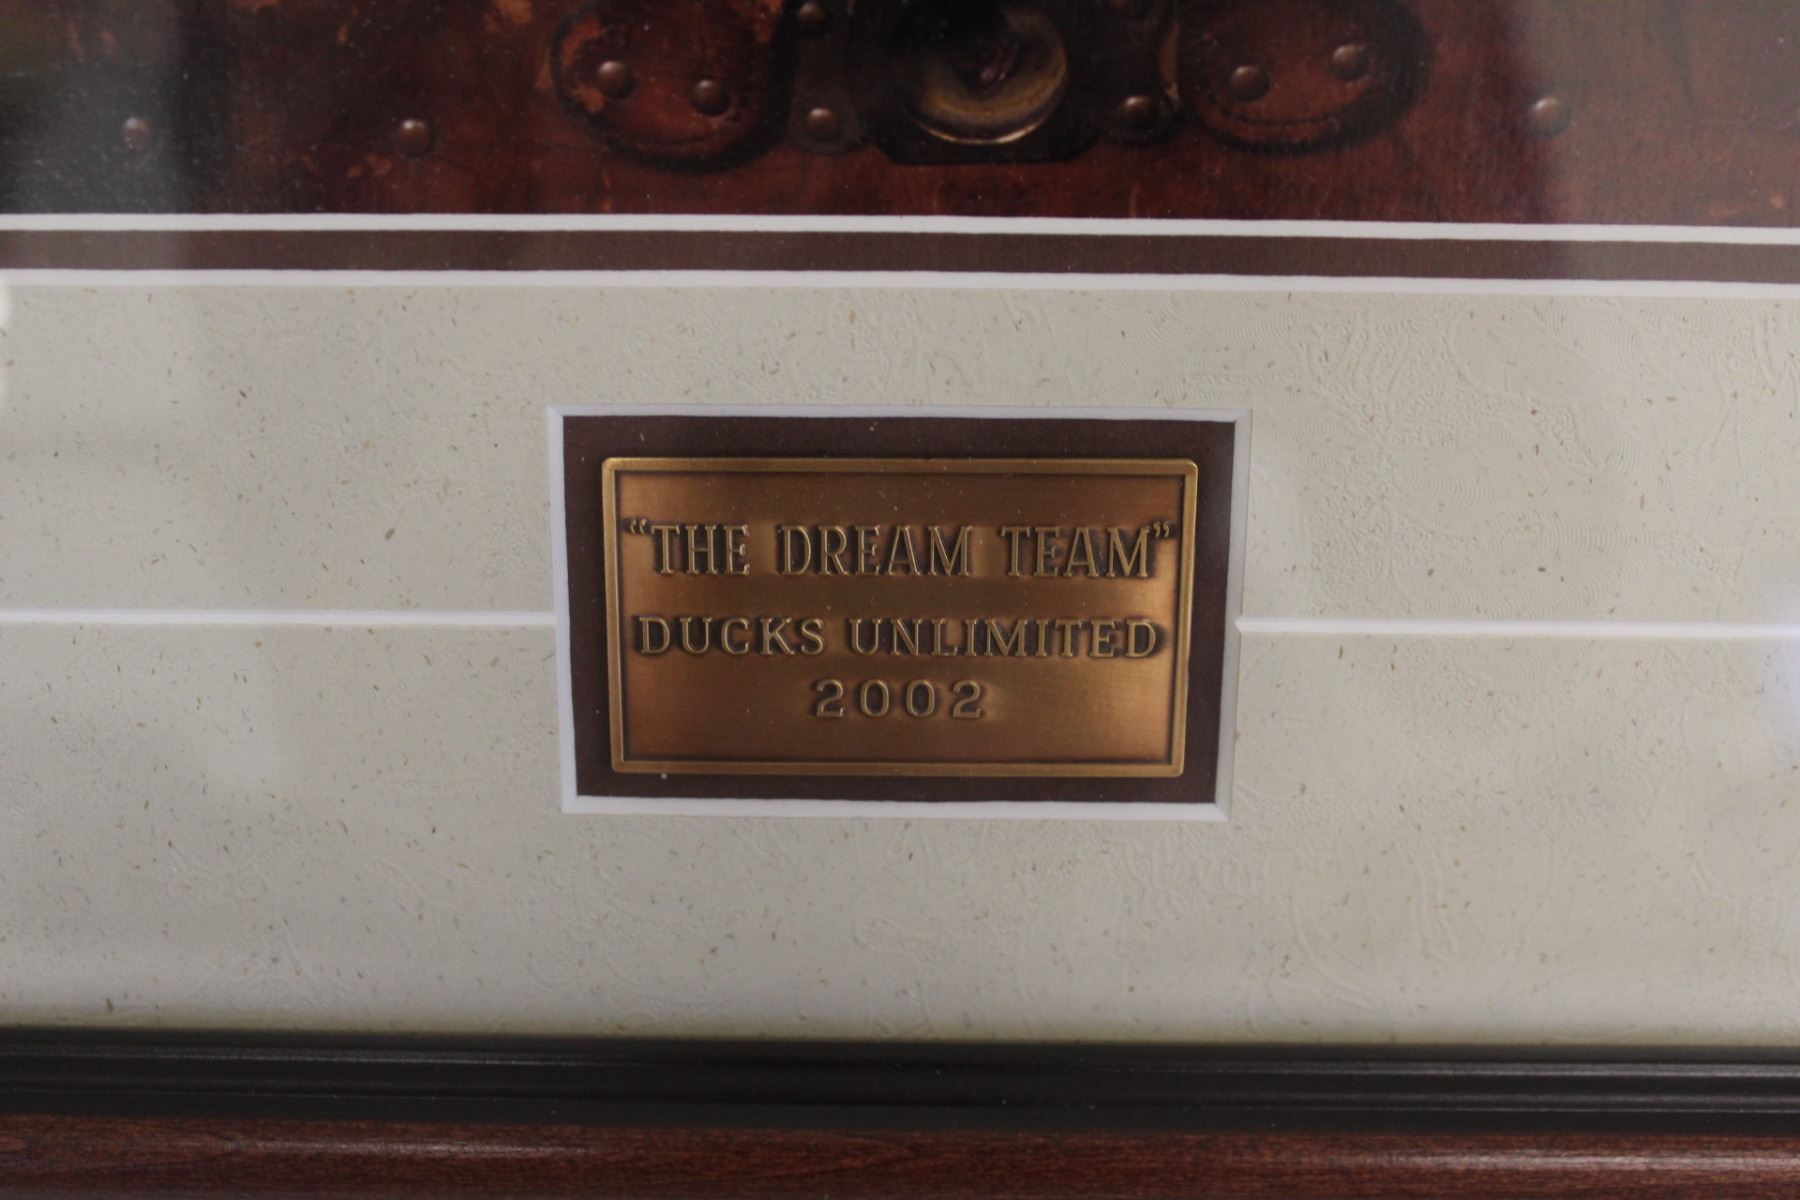 "THE DREAM TEAM"
DUCKS UNLIMITED
2002